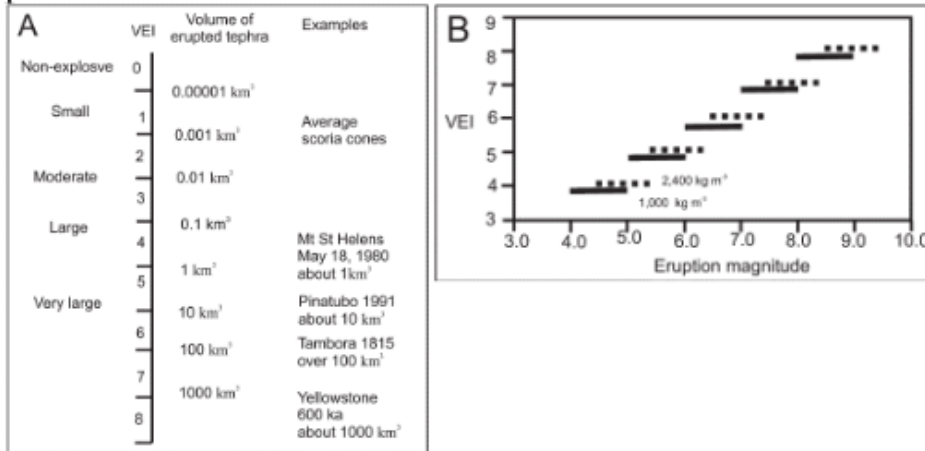 A
VEI
Volume of
erupted tephra
Examples
Non-explosve
0
0.00001 km³
Small
1
0.001 km³
Average
scoria cones
2
Moderate
0.01 km³
3
Large
0.1 km³
4
Mt St Helens
May 18, 1980
about 1km³
1 km³
5
Very large
Pinatubo 1991
about 10 km³
10 km³
6
Tambora 1815
over 100 km³
100 km³
7
1000 km³
Yellowstone
600 ka
about 1000 km³
8
B
9
8
7
VEI
6
5
4
3
2,400 kg m⁻³
1,000 kg m⁻³
3.0 4.0 5.0 6.0 7.0 8.0 9.0 10.0
Eruption magnitude